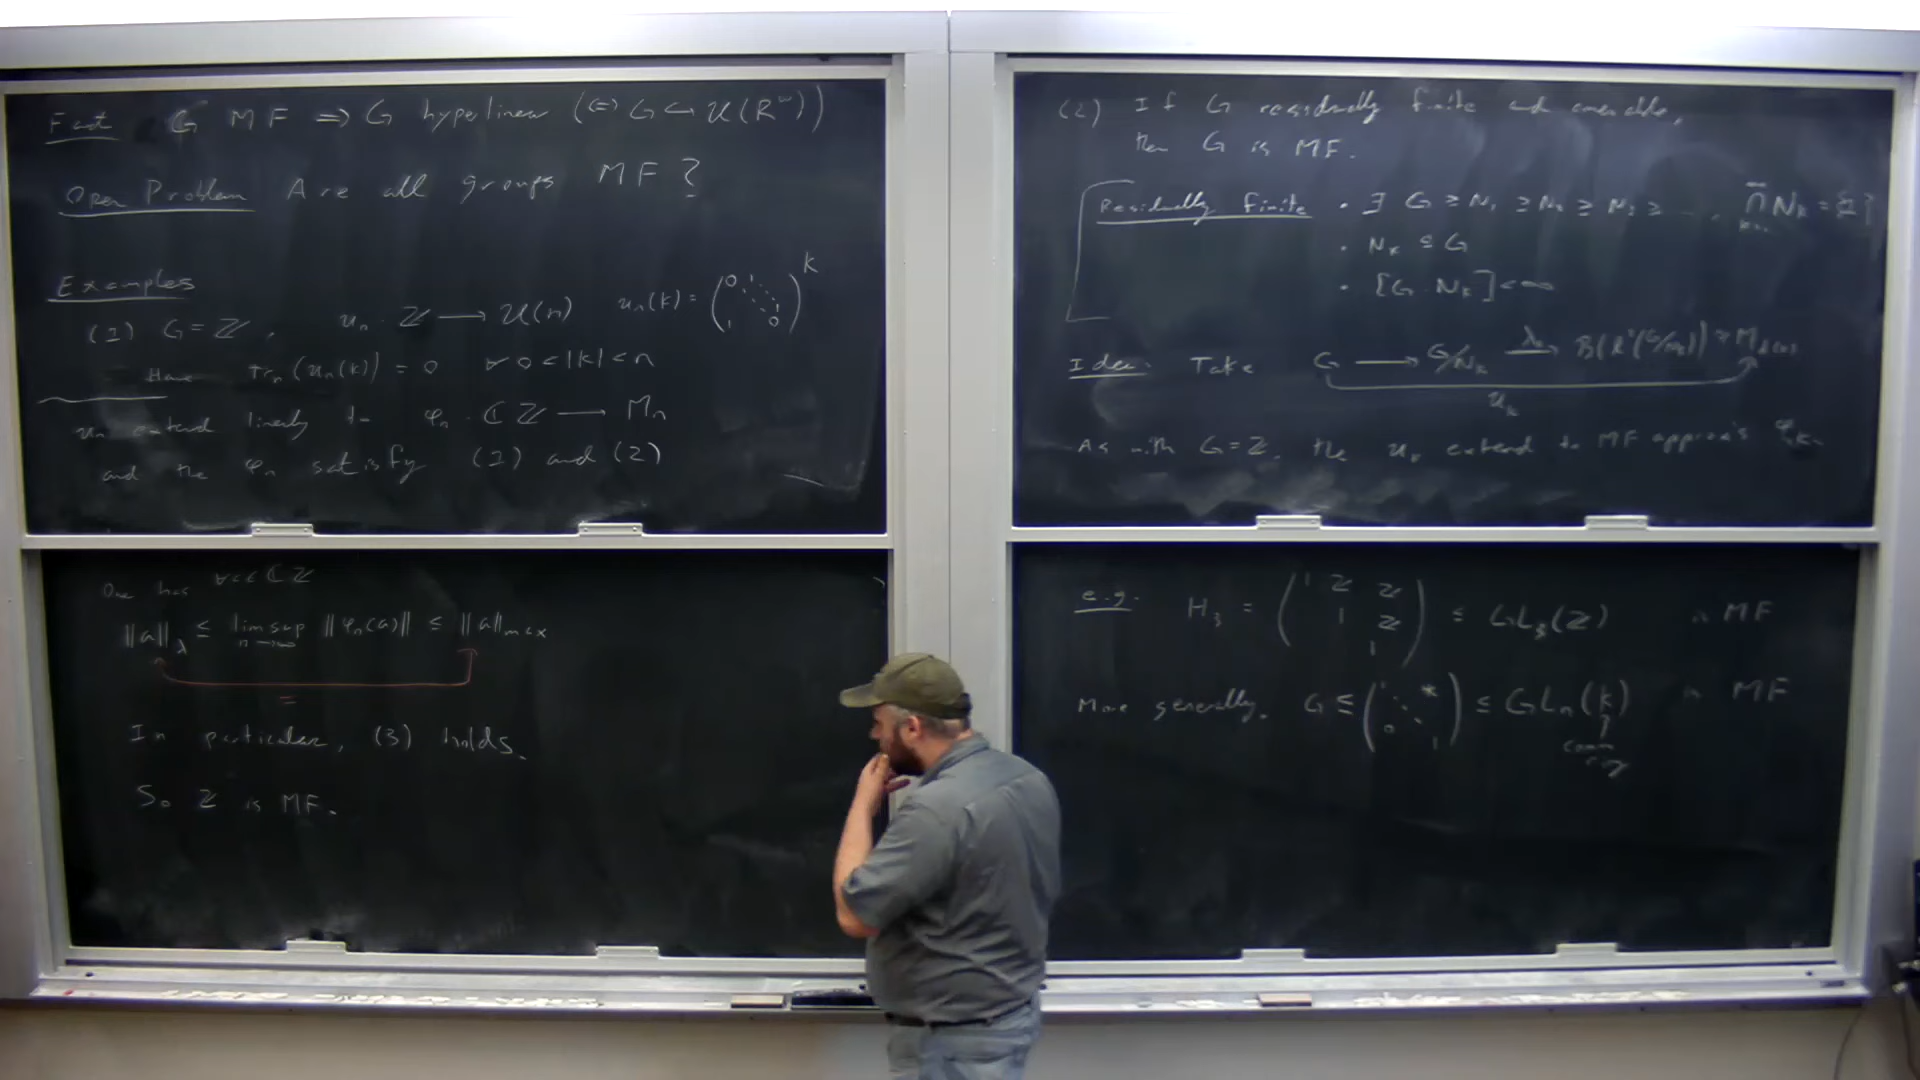 Fact G MF ⇒ G hyperlinear (⇔ G ↪ U(R^ω))
Open Problem Are all groups MF?
Examples
(1) G = ℤ, u_n : ℤ → U(n) u_n(k) = (0 1 ⋱ ⋱ 1 1 0)^k
Have tr_n(u_n(k)) = 0 ∀ 0 < |k| < n
u_n extend linearly to φ_n : ℂℤ → M_n
and the φ_n satisfy (1) and (2)
One has ∀ a ∈ ℂℤ
‖a‖_λ ≤ limsup_{n→∞} ‖φ_n(a)‖ ≤ ‖a‖_max
=
In particular, (3) holds.
So ℤ is MF.
(2) If G residually finite and amenable,
then G is MF.
Residually finite • ∃ G ≥ N_1 ≥ N_2 ≥ N_3 ≥ ..., ∩ N_k = {1}
• N_k ⊴ G
• [G : N_k] < ∞
Idea: Take G → G/N_k → B(ℓ²(G/N_k)) ≅ M_{d(k)}
u_k
As with G = ℤ, the u_k extend to MF approx's φ_k.
e.g. H_3 = (1 ℤ ℤ 1 ℤ 1) ≤ GL_3(ℤ) is MF
More generally, G ≤ (1 ⋱ * 0 ⋱ 1) ≤ GL_n(k) is MF
comm
ring